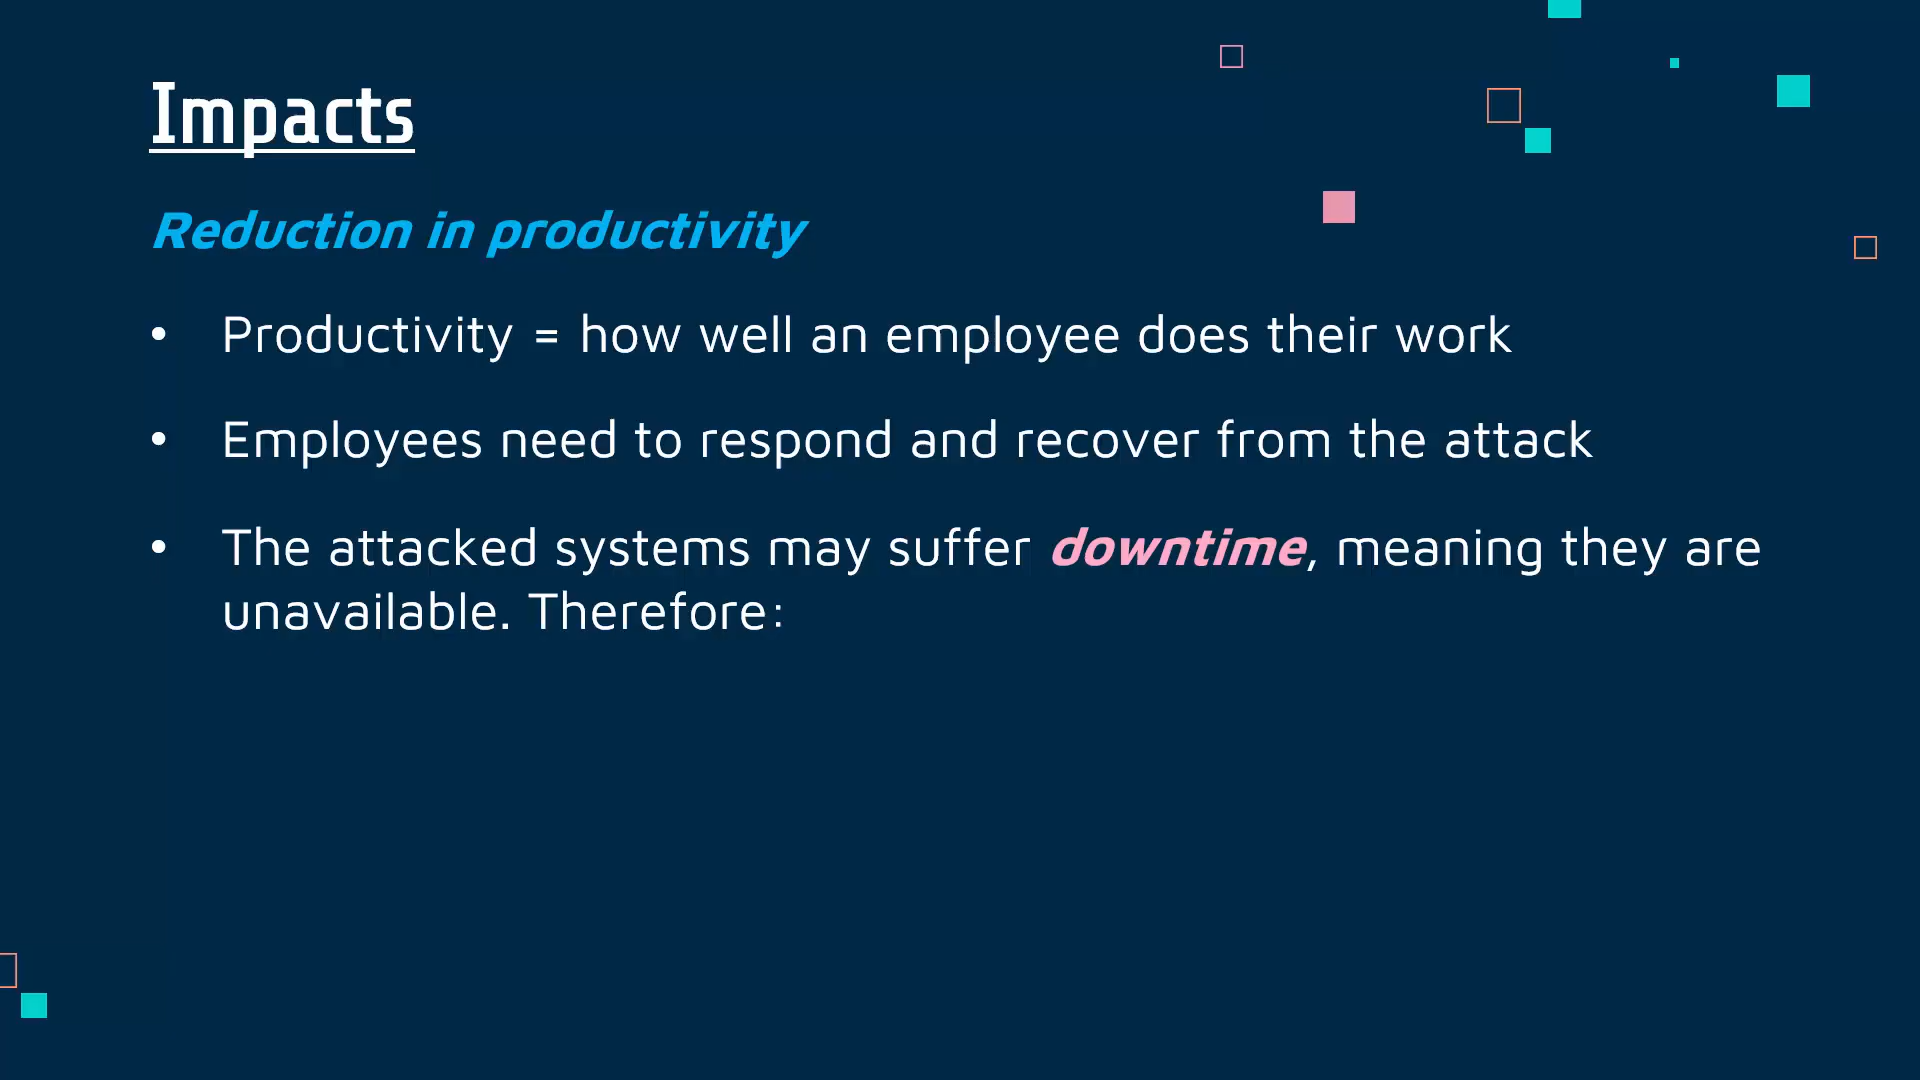 Impacts
Reduction in productivity
• Productivity = how well an employee does their work
• Employees need to respond and recover from the attack
• The attacked systems may suffer downtime, meaning they are
unavailable. Therefore: